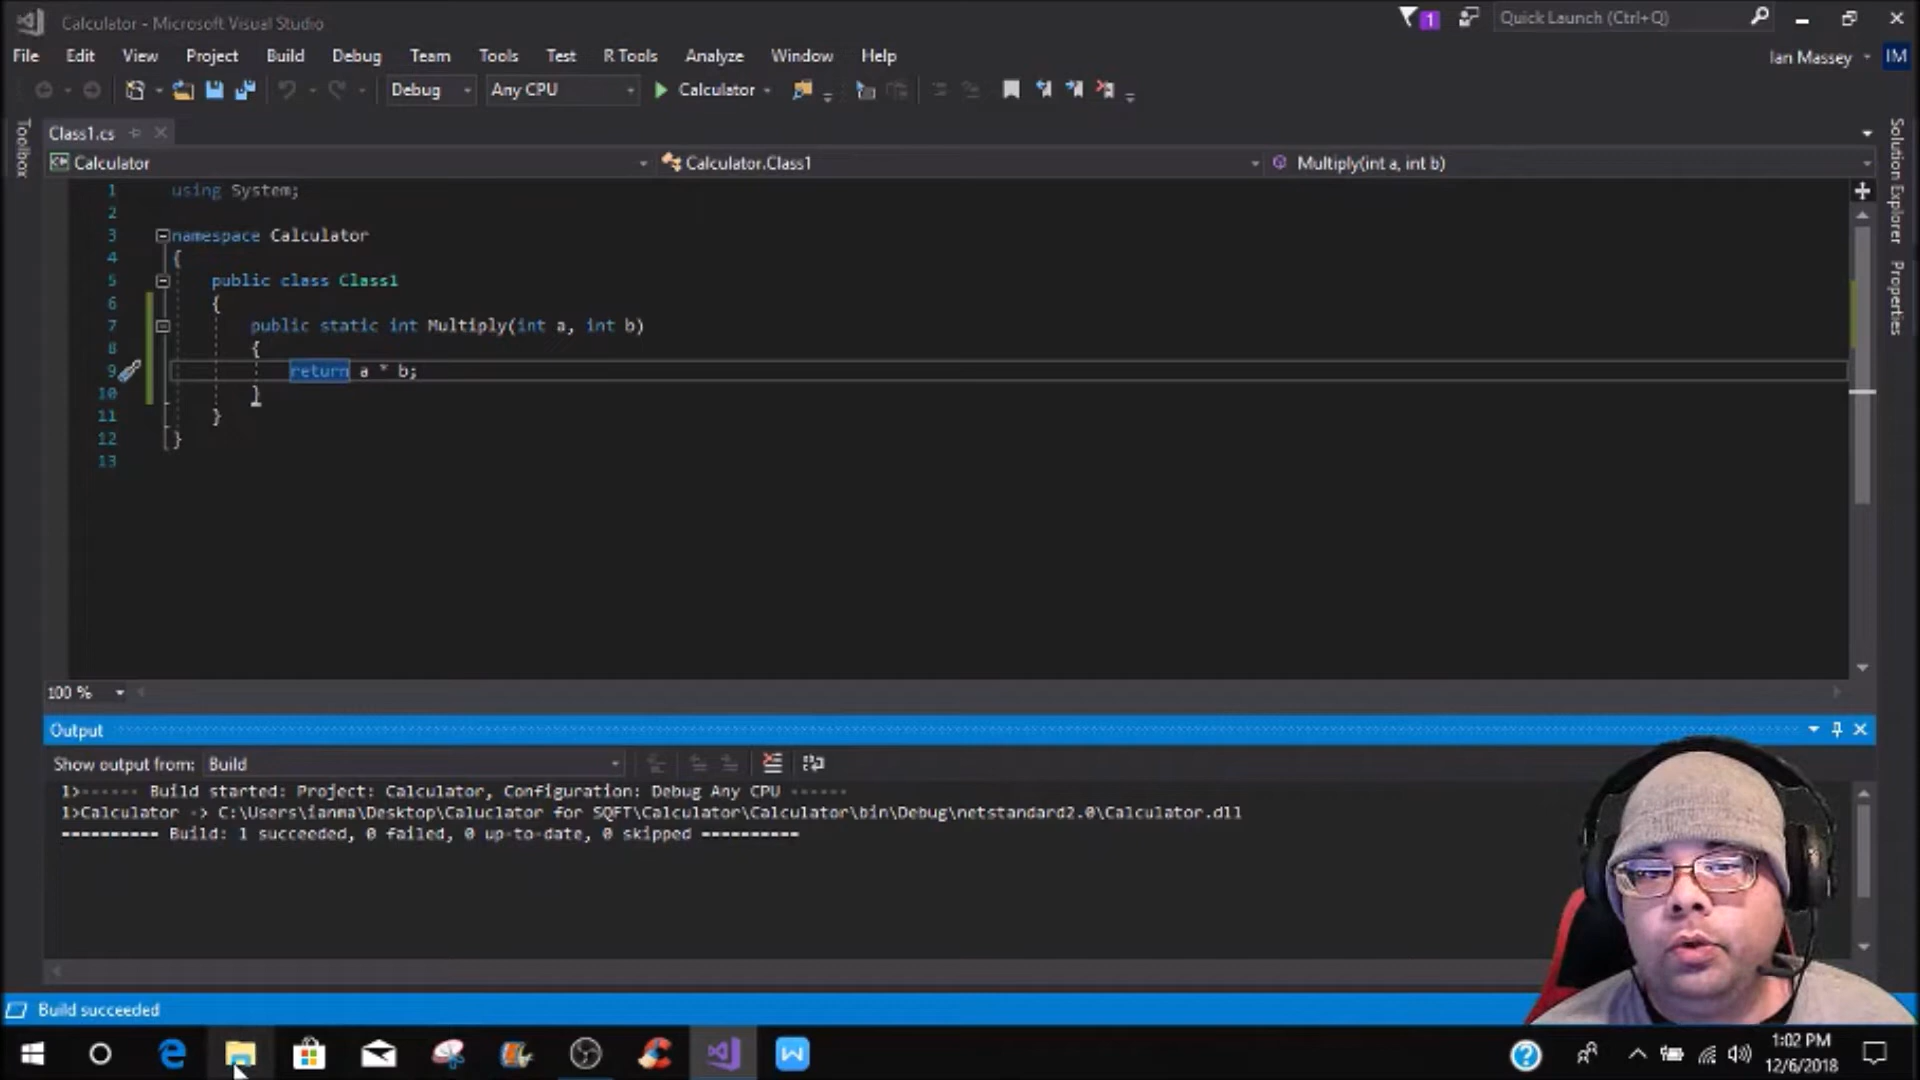 Calculator - Microsoft Visual Studio
1
Quick Launch (Ctrl+Q)
File Edit View Project Build Debug Team Tools Test R Tools Analyze Window Help
Ian Massey
IM
Debug Any CPU Calculator
Toolbox
Class1.cs
Solution Explorer
Properties
Calculator Calculator.Class1 Multiply(int a, int b)
1 using System;
2
3 namespace Calculator
4 {
5 public class Class1
6 {
7 public static int Multiply(int a, int b)
8 {
9 return a * b;
10 }
11 }
12 }
13
100 %
Output
Show output from: Build
1>------ Build started: Project: Calculator, Configuration: Debug Any CPU ------
1>Calculator -> C:\Users\ianma\Desktop\Caluclator for SQFT\Calculator\Calculator\bin\Debug\netstandard2.0\Calculator.dll
========== Build: 1 succeeded, 0 failed, 0 up-to-date, 0 skipped ==========
Build succeeded
1:02 PM
12/6/2018